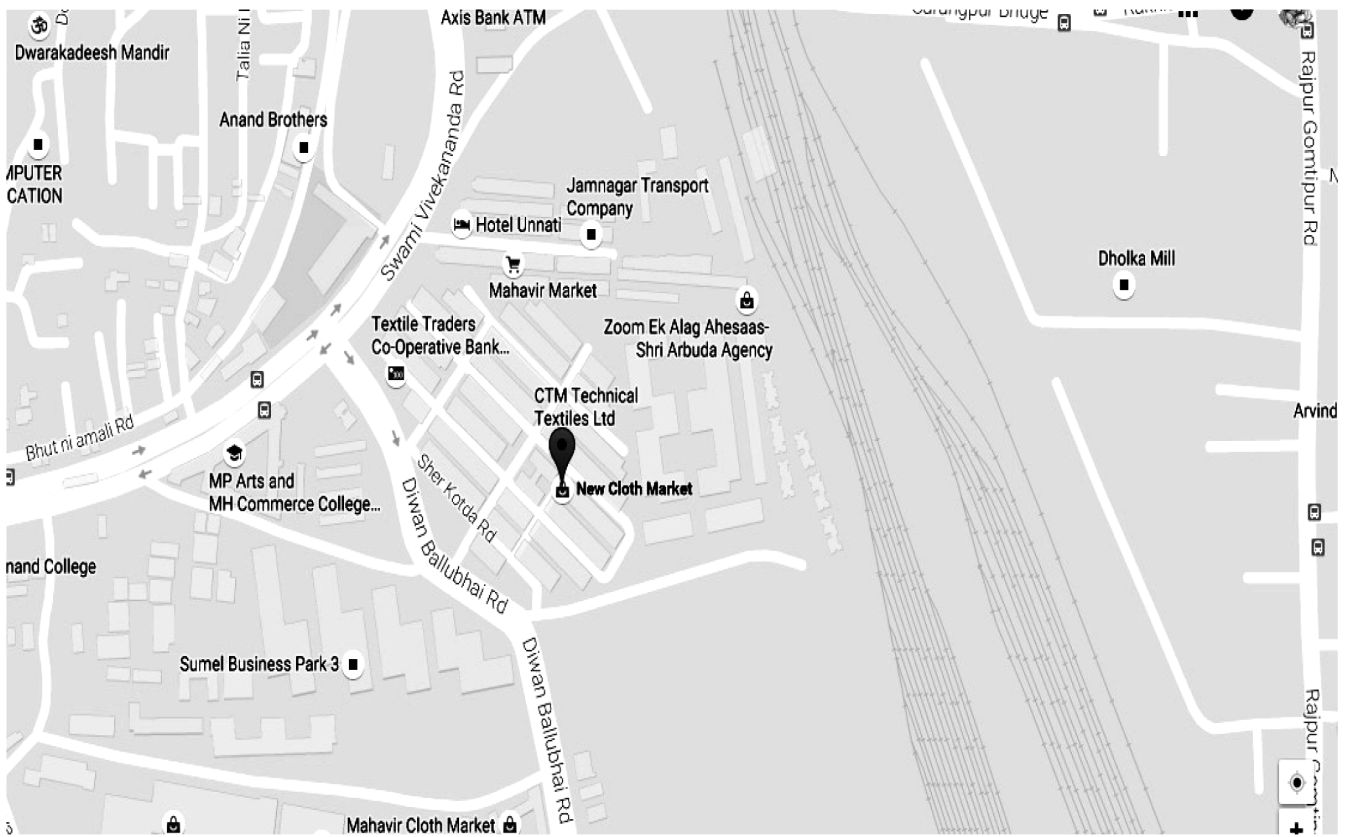 Axis Bank ATM
Dwarakadeesh Mandir
Talia Ni
Anand Brothers
Swami Vivekananda Rd
Rajpur Gomtipur Rd
Jamnagar Transport
Company
MPUTER
CATION
Hotel Unnati
Mahavir Market
Dholka Mill
Textile Traders
Co-Operative Bank...
Zoom Ek Alag Ahesaas-
Shri Arbuda Agency
CTM Technical
Textiles Ltd
Arvind
Bhut ni amali Rd
MP Arts and
MH Commerce College...
Sher Kotda Rd
New Cloth Market
Diwan Ballubhai Rd
nand College
Sumel Business Park 3
Diwan Ballubhai Rd
Rajpur
Mahavir Cloth Market